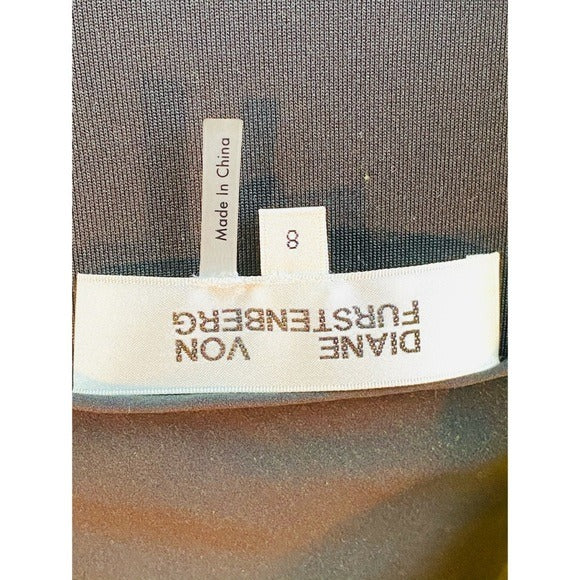 DIANE VON
FURSTENBERG
8
Made In China